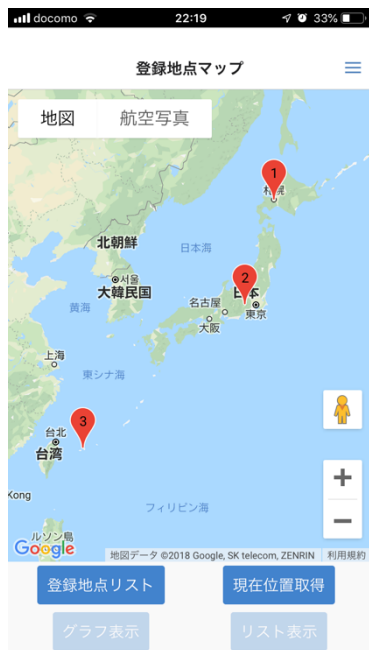 docomo 22:19 33%
登録地点マップ
地図 航空写真
1
札幌
北朝鮮
日本海
2
ソウル
大韓民国
日本
名古屋
東京
黄海
大阪
上海
東シナ海
3
台北
台湾
Kong
フィリピン海
ルソン島
Google
地図データ ©2018 Google, SK telecom, ZENRIN 利用規約
登録地点リスト 現在位置取得
グラフ表示 リスト表示